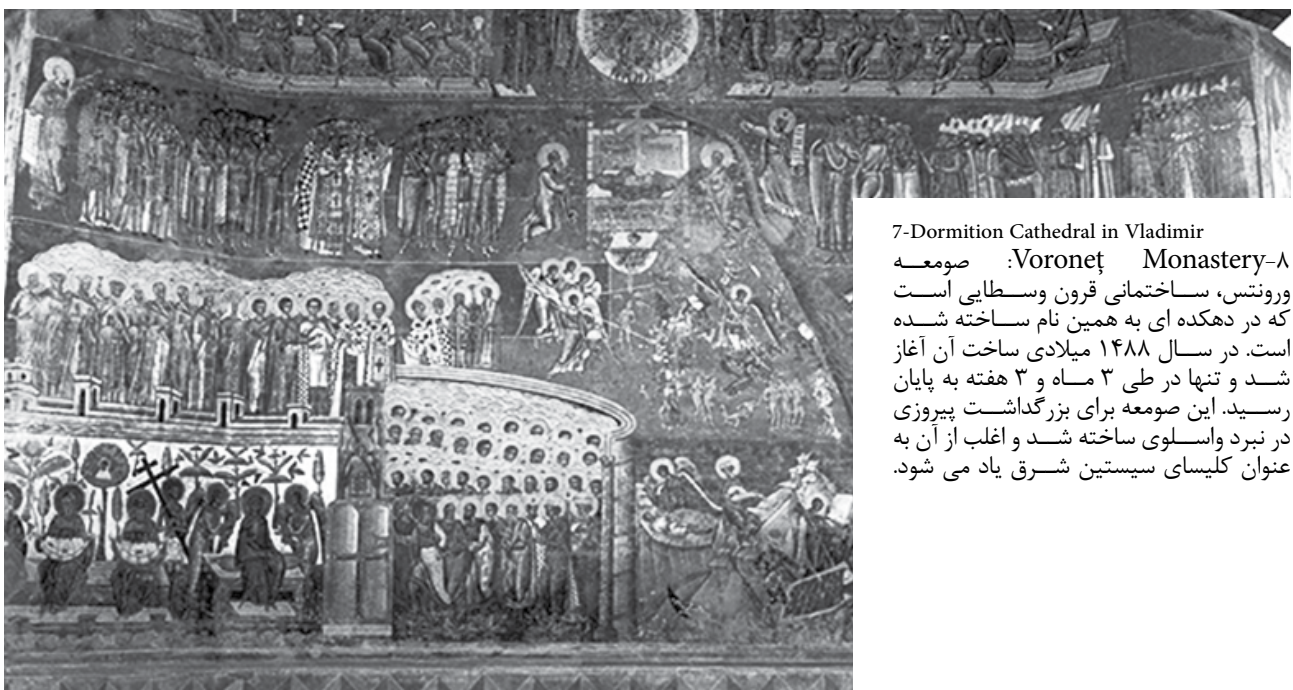 7-Dormition Cathedral in Vladimir
۸-Voroneţ Monastery: صومعه
ورونتس، ساختمانی قرون وسطایی است
که در دهکده ای به همین نام ساخته شده
است. در سال ۱۴۸۸ میلادی ساخت آن آغاز
شد و تنها در طی ۳ ماه و ۳ هفته به پایان
رسید. این صومعه برای بزرگداشت پیروزی
در نبرد واسلوی ساخته شد و اغلب از آن به
عنوان کلیسای سیستین شرق یاد می شود.